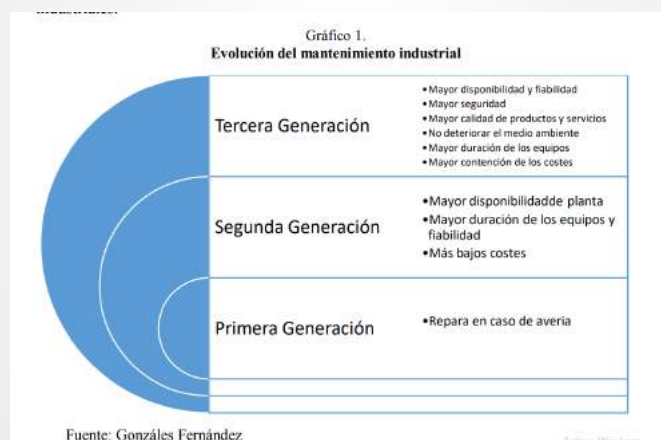 Gráfico 1.
Evolución del mantenimiento industrial
Tercera Generación
•Mayor disponibilidad y fiabilidad
•Mayor seguridad
•Mayor calidad de productos y servicios
•No deteriorar el medio ambiente
•Mayor duración de los equipos
•Mayor contención de los costes
Segunda Generación
•Mayor disponibilidadde planta
•Mayor duración de los equipos y
fiabilidad
•Más bajos costes
Primera Generación
•Repara en caso de averia
Fuente: Gonzáles Fernández